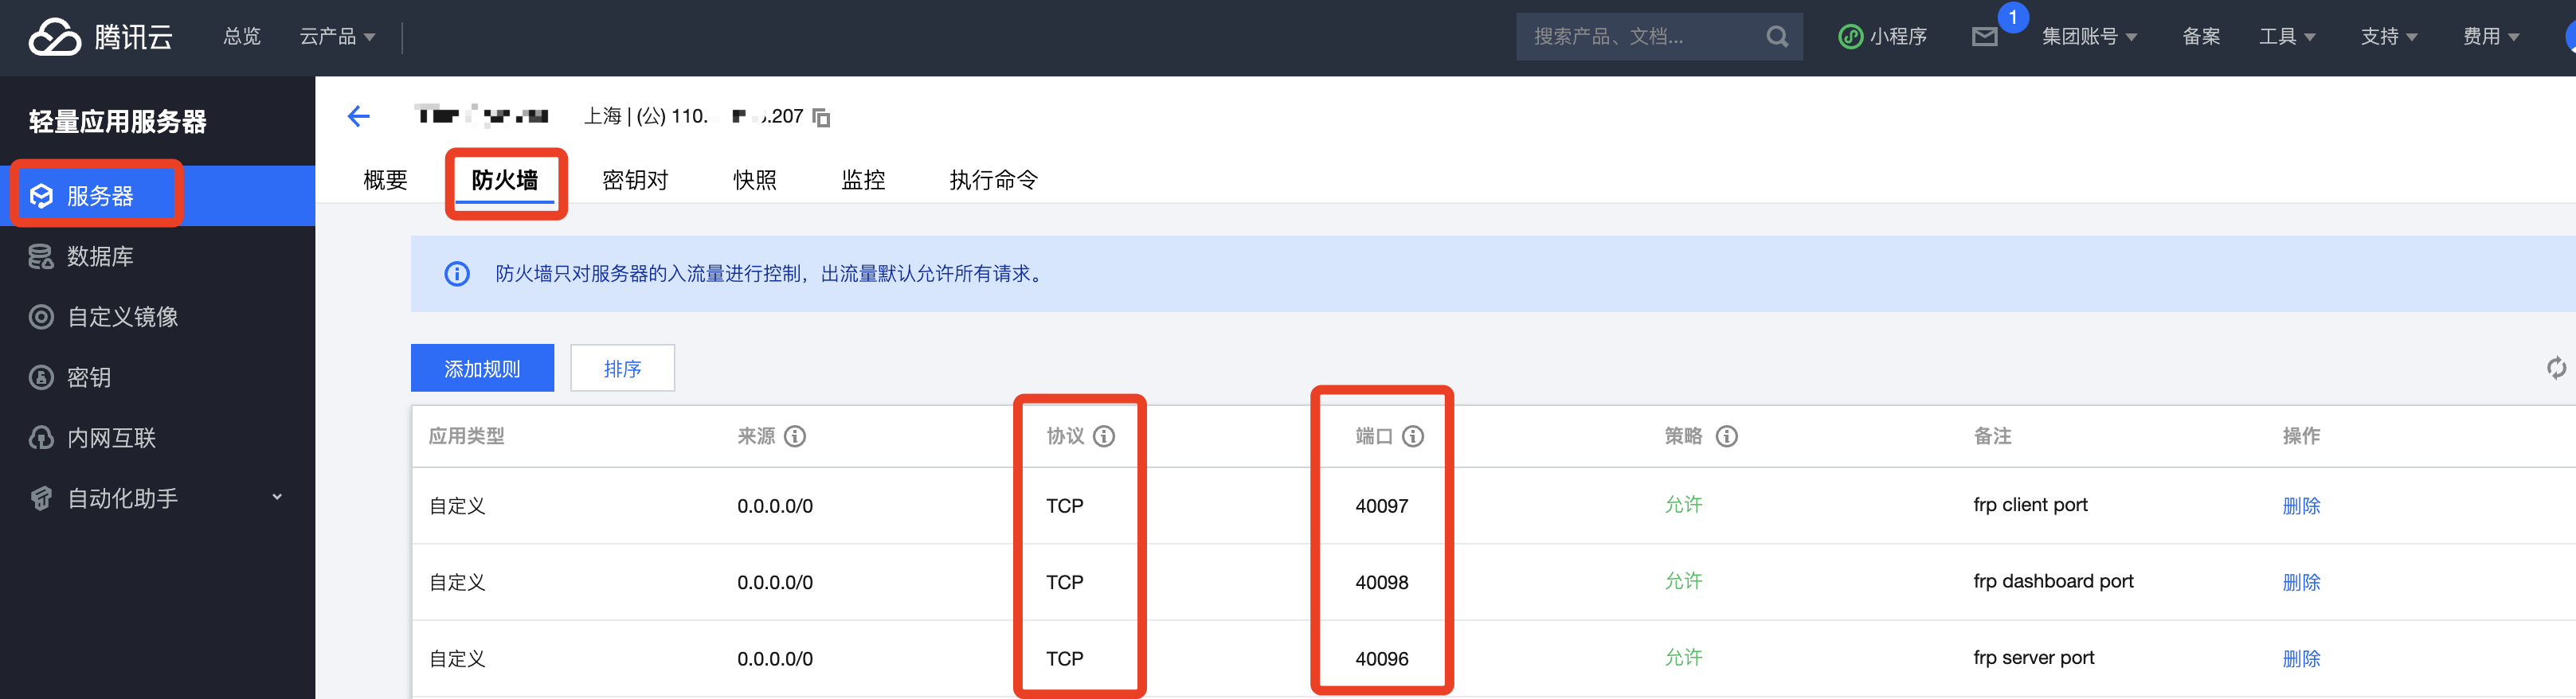 腾讯云 总览 云产品 搜索产品、文档... 小程序 1 集团账号 备案 工具 支持 费用
轻量应用服务器
服务器
数据库
自定义镜像
密钥
内网互联
自动化助手
上海 | (公) 110. .207
概要 防火墙 密钥对 快照 监控 执行命令
防火墙只对服务器的入流量进行控制，出流量默认允许所有请求。
添加规则 排序
应用类型 来源 协议 端口 策略 备注 操作
自定义 0.0.0.0/0 TCP 40097 允许 frp client port 删除
自定义 0.0.0.0/0 TCP 40098 允许 frp dashboard port 删除
自定义 0.0.0.0/0 TCP 40096 允许 frp server port 删除